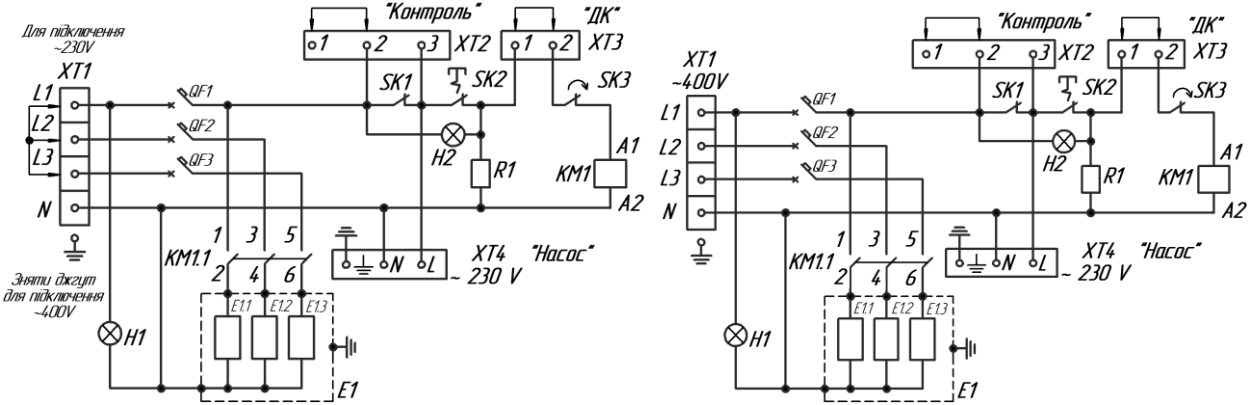 Для підключення
~230V
XT1
L1
L2
L3
N
Зняти джгут
для підключення
~400V
H1
QF1
QF2
QF3
"Контроль"
1 2 3
XT2
"ДК"
1 2
XT3
SK1
SK2
SK3
H2
R1
A1
KM1
A2
1 3 5
KM1.1
2 4 6
N L
XT4 "Насос"
~ 230 V
E1.1 E1.2 E1.3
E1
XT1
~400V
L1
L2
L3
N
H1
QF1
QF2
QF3
"Контроль"
1 2 3
XT2
"ДК"
1 2
XT3
SK1
SK2
SK3
H2
R1
A1
KM1
A2
1 3 5
KM1.1
2 4 6
N L
XT4 "Насос"
~ 230 V
E1.1 E1.2 E1.3
E1